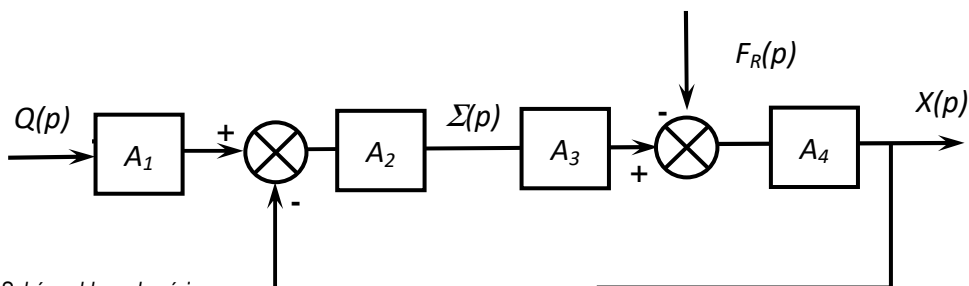 F_R(p)
Q(p)
Σ(p)
X(p)
A_1
+
A_2
A_3
+
-
A_4
-